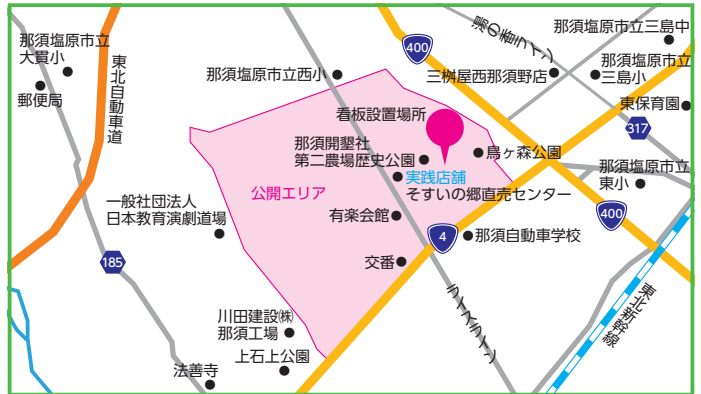 那須塩原市立
大貫小
郵便局
東北自動車道
那須塩原市立西小
400
湯の香ライン
那須塩原市立三島中
三桝屋西那須野店
那須塩原市立
三島小
東保育園
317
看板設置場所
那須開墾社
第二農場歴史公園
烏ヶ森公園
実践店舗
そすいの郷直売センター
那須塩原市立
東小
公開エリア
一般社団法人
日本教育演劇道場
有楽会館
400
4
那須自動車学校
185
交番
ライスライン
東北新幹線
川田建設㈱
那須工場
上石上公園
法善寺